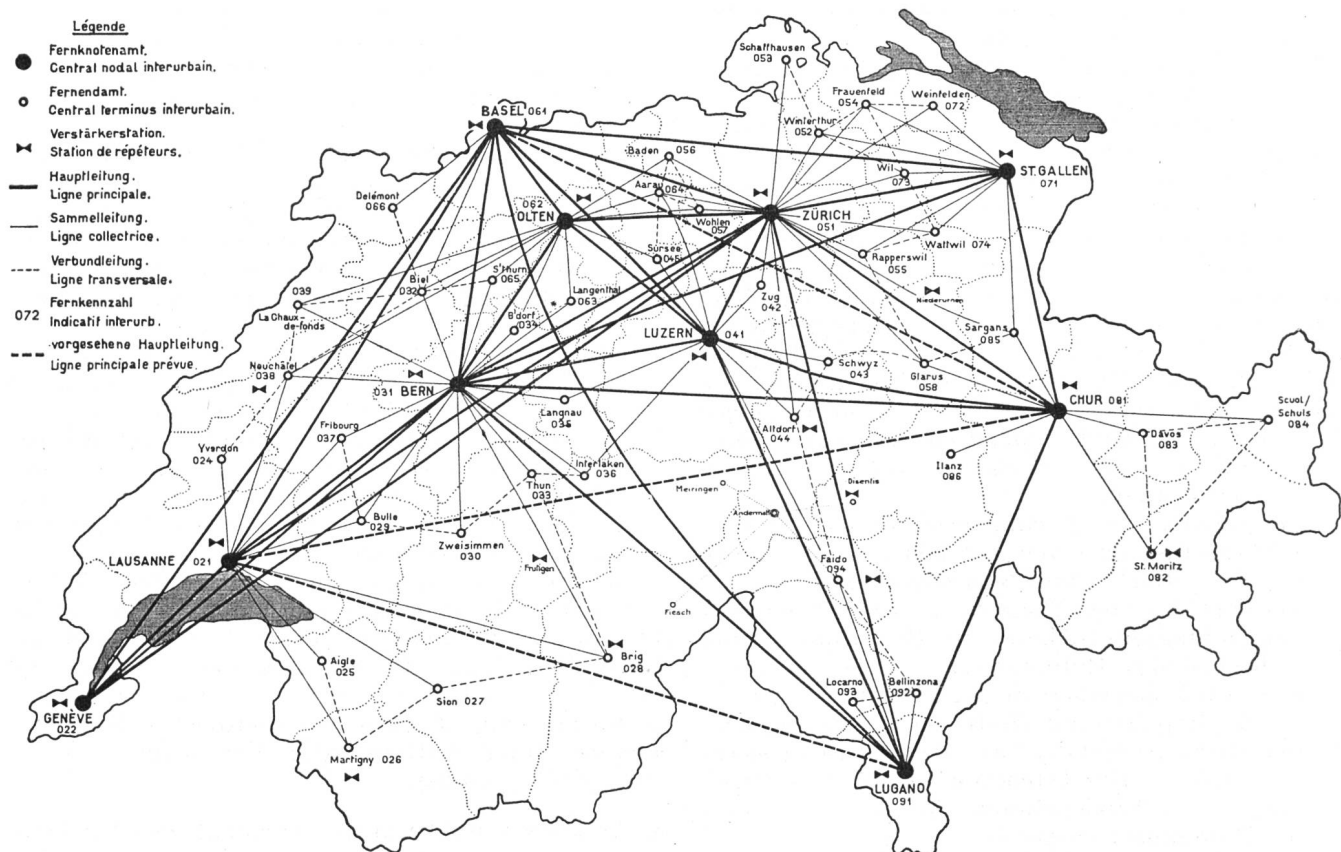 Légende
Fernknotenamt.
Central nodal interurbain.
Fernendamt.
Central terminus interurbain.
Verstärkerstation.
Station de répéteurs.
Hauptleitung.
Ligne principale.
Sammelleitung.
Ligne collectrice.
Verbundleitung.
Ligne transversale.
Fernkennzahl
072 Indicatif interurb.
vorgesehene Hauptleitung.
Ligne principale prévue.
Schaffhausen
053
Frauenfeld
054
Weinfelden
072
Winterthur
052
BASEL 061
Baden 056
Aarau
064
Wil
073
ST. GALLEN
071
Delémont
066
062
OLTEN
Wohlen
057
ZÜRICH
051
Wattwil 074
Rapperswil
055
Sursee
045
S'thurn
065
Biel
032
Langenthal
063
039
La Chaux-
de-fonds
B'dorf
034
Zug
042
Niederurnen
Sargans
085
LUZERN 041
Schwyz
043
Glarus
058
Neuchâtel
038
031 BERN
Langnau
035
CHUR 081
Scuol/
Schuls
084
Davos
083
Altdorf
044
Fribourg
037
Yverdon
024
Ilanz
086
Interlaken
036
Thun
033
Meiringen
Disentis
Andermatt
Bulle
029
Zweisimmen
030
Frutigen
LAUSANNE 021
St. Moritz
082
Faido
094
Fiesch
Aigle
025
Brig
028
Sion 027
Locarno
093
Bellinzona
092
GENÈVE
022
Martigny 026
LUGANO
091